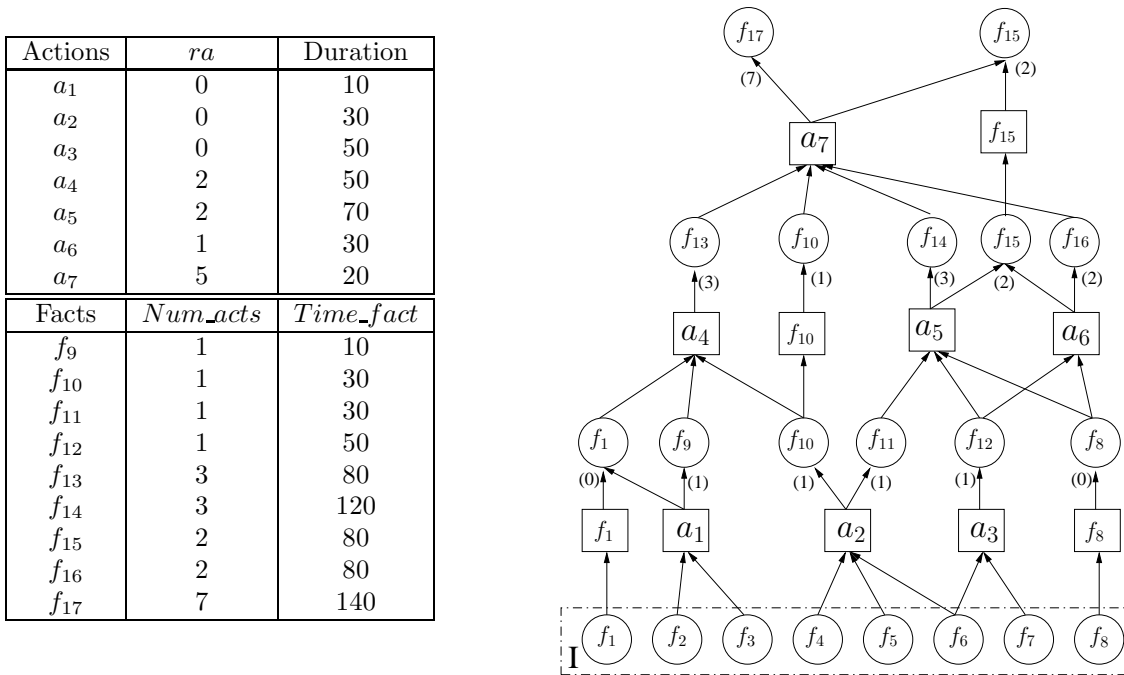 Actions ra Duration
a1 0 10
a2 0 30
a3 0 50
a4 2 50
a5 2 70
a6 1 30
a7 5 20
Facts Num_acts Time_fact
f9 1 10
f10 1 30
f11 1 30
f12 1 50
f13 3 80
f14 3 120
f15 2 80
f16 2 80
f17 7 140
f17 f15
(7) (2)
a7 f15
f13 f10 f14 f15 f16
(3) (1) (3) (2) (2)
a4 f10 a5 a6
f1 f9 f10 f11 f12 f8
(0) (1) (1) (1) (1) (0)
f1 a1 a2 a3 f8
f1 f2 f3 f4 f5 f6 f7 f8
I